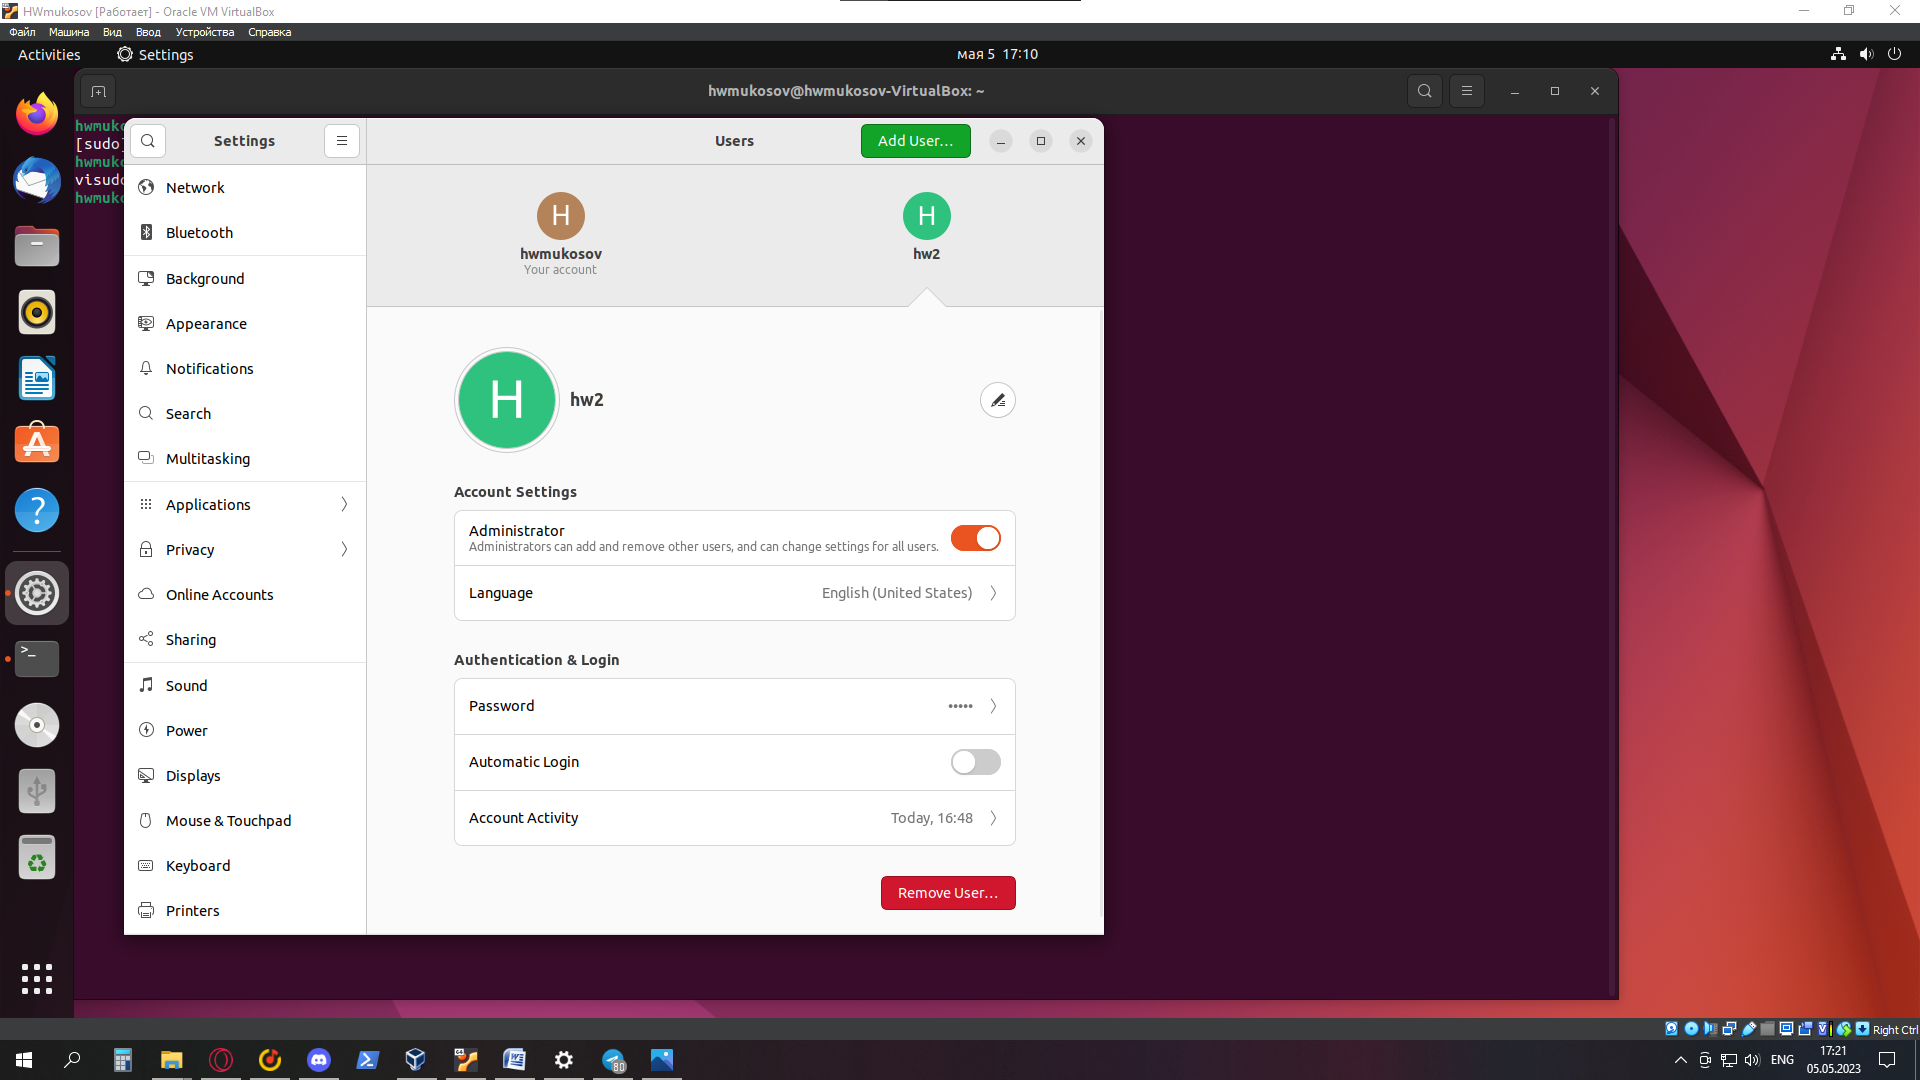 HWmukosov [Работает] - Oracle VM VirtualBox
Файл Машина Вид Ввод Устройства Справка
Activities Settings мая 5 17:10
hwmukosov@hwmukosov-VirtualBox: ~
[sudo]
Settings
Users
Add User…
Network
Bluetooth
Background
Appearance
Notifications
Search
Multitasking
Applications
Privacy
Online Accounts
Sharing
Sound
Power
Displays
Mouse & Touchpad
Keyboard
Printers
H
hwmukosov
Your account
H
hw2
H
hw2
Account Settings
Administrator
Administrators can add and remove other users, and can change settings for all users.
Language English (United States)
Authentication & Login
Password •••••
Automatic Login
Account Activity Today, 16:48
Remove User…
Right Ctrl
ENG
17:21
05.05.2023